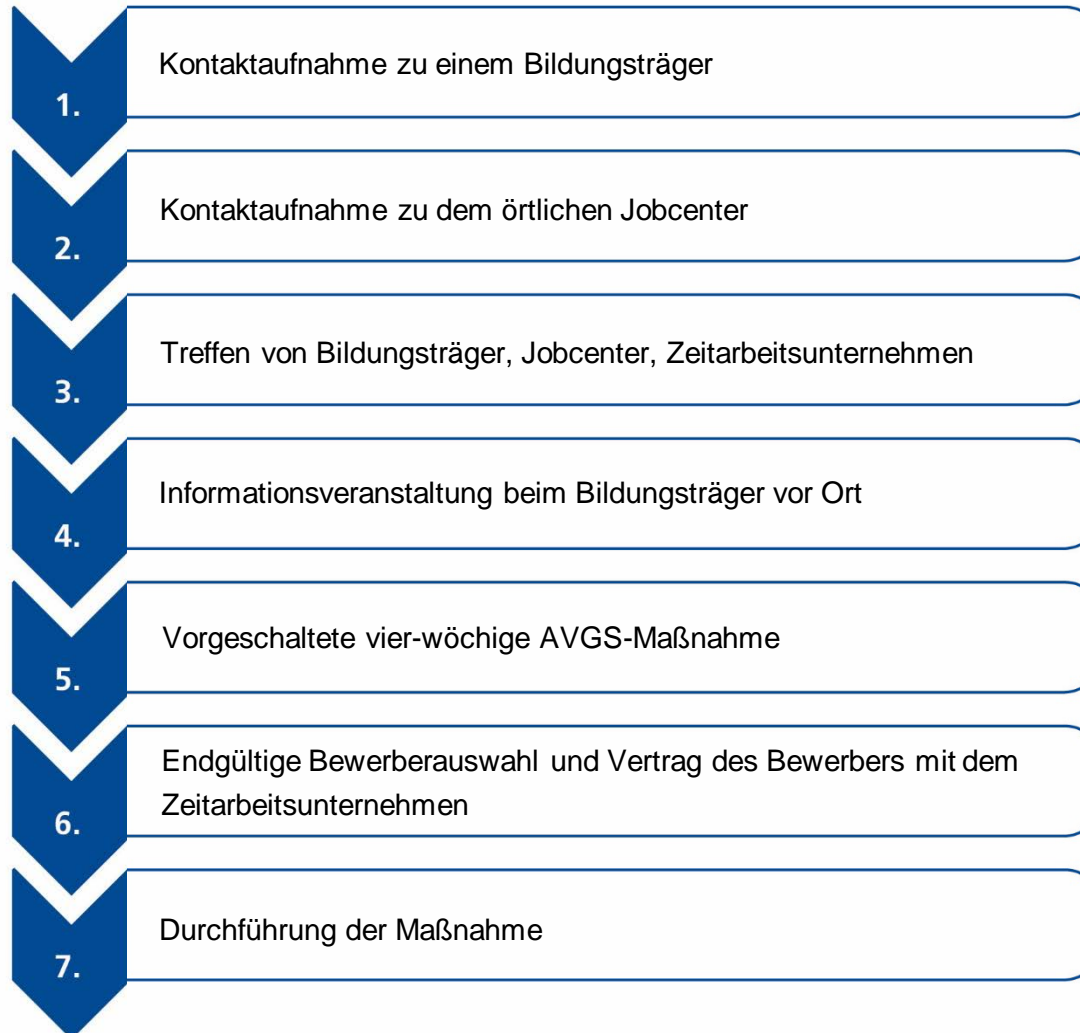 1.
Kontaktaufnahme zu einem Bildungsträger
2.
Kontaktaufnahme zu dem örtlichen Jobcenter
3.
Treffen von Bildungsträger, Jobcenter, Zeitarbeitsunternehmen
4.
Informationsveranstaltung beim Bildungsträger vor Ort
5.
Vorgeschaltete vier-wöchige AVGS-Maßnahme
6.
Endgültige Bewerberauswahl und Vertrag des Bewerbers mit dem
Zeitarbeitsunternehmen
7.
Durchführung der Maßnahme